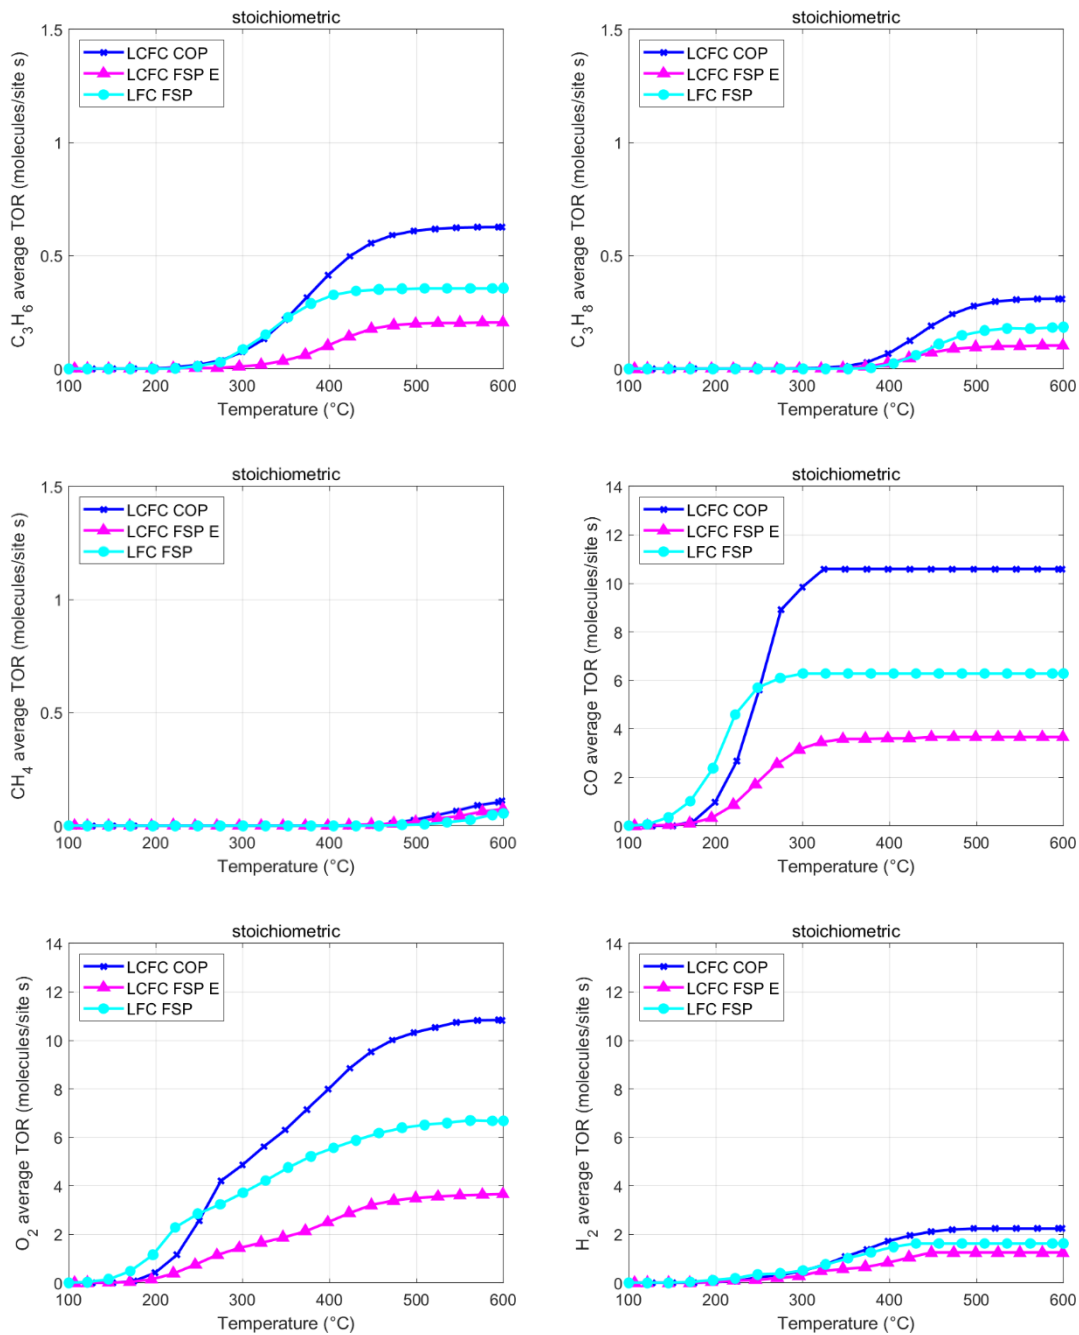 stoichiometric
1.5
1
0.5
0
C3H6 average TOR (molecules/site s)
LCFC COP
LCFC FSP E
LFC FSP
100 200 300 400 500 600
Temperature (°C)
stoichiometric
1.5
1
0.5
0
C3H8 average TOR (molecules/site s)
LCFC COP
LCFC FSP E
LFC FSP
100 200 300 400 500 600
Temperature (°C)
stoichiometric
1.5
1
0.5
0
CH4 average TOR (molecules/site s)
LCFC COP
LCFC FSP E
LFC FSP
100 200 300 400 500 600
Temperature (°C)
stoichiometric
14
12
10
8
6
4
2
0
CO average TOR (molecules/site s)
LCFC COP
LCFC FSP E
LFC FSP
100 200 300 400 500 600
Temperature (°C)
stoichiometric
14
12
10
8
6
4
2
0
O2 average TOR (molecules/site s)
LCFC COP
LCFC FSP E
LFC FSP
100 200 300 400 500 600
Temperature (°C)
stoichiometric
14
12
10
8
6
4
2
0
H2 average TOR (molecules/site s)
LCFC COP
LCFC FSP E
LFC FSP
100 200 300 400 500 600
Temperature (°C)